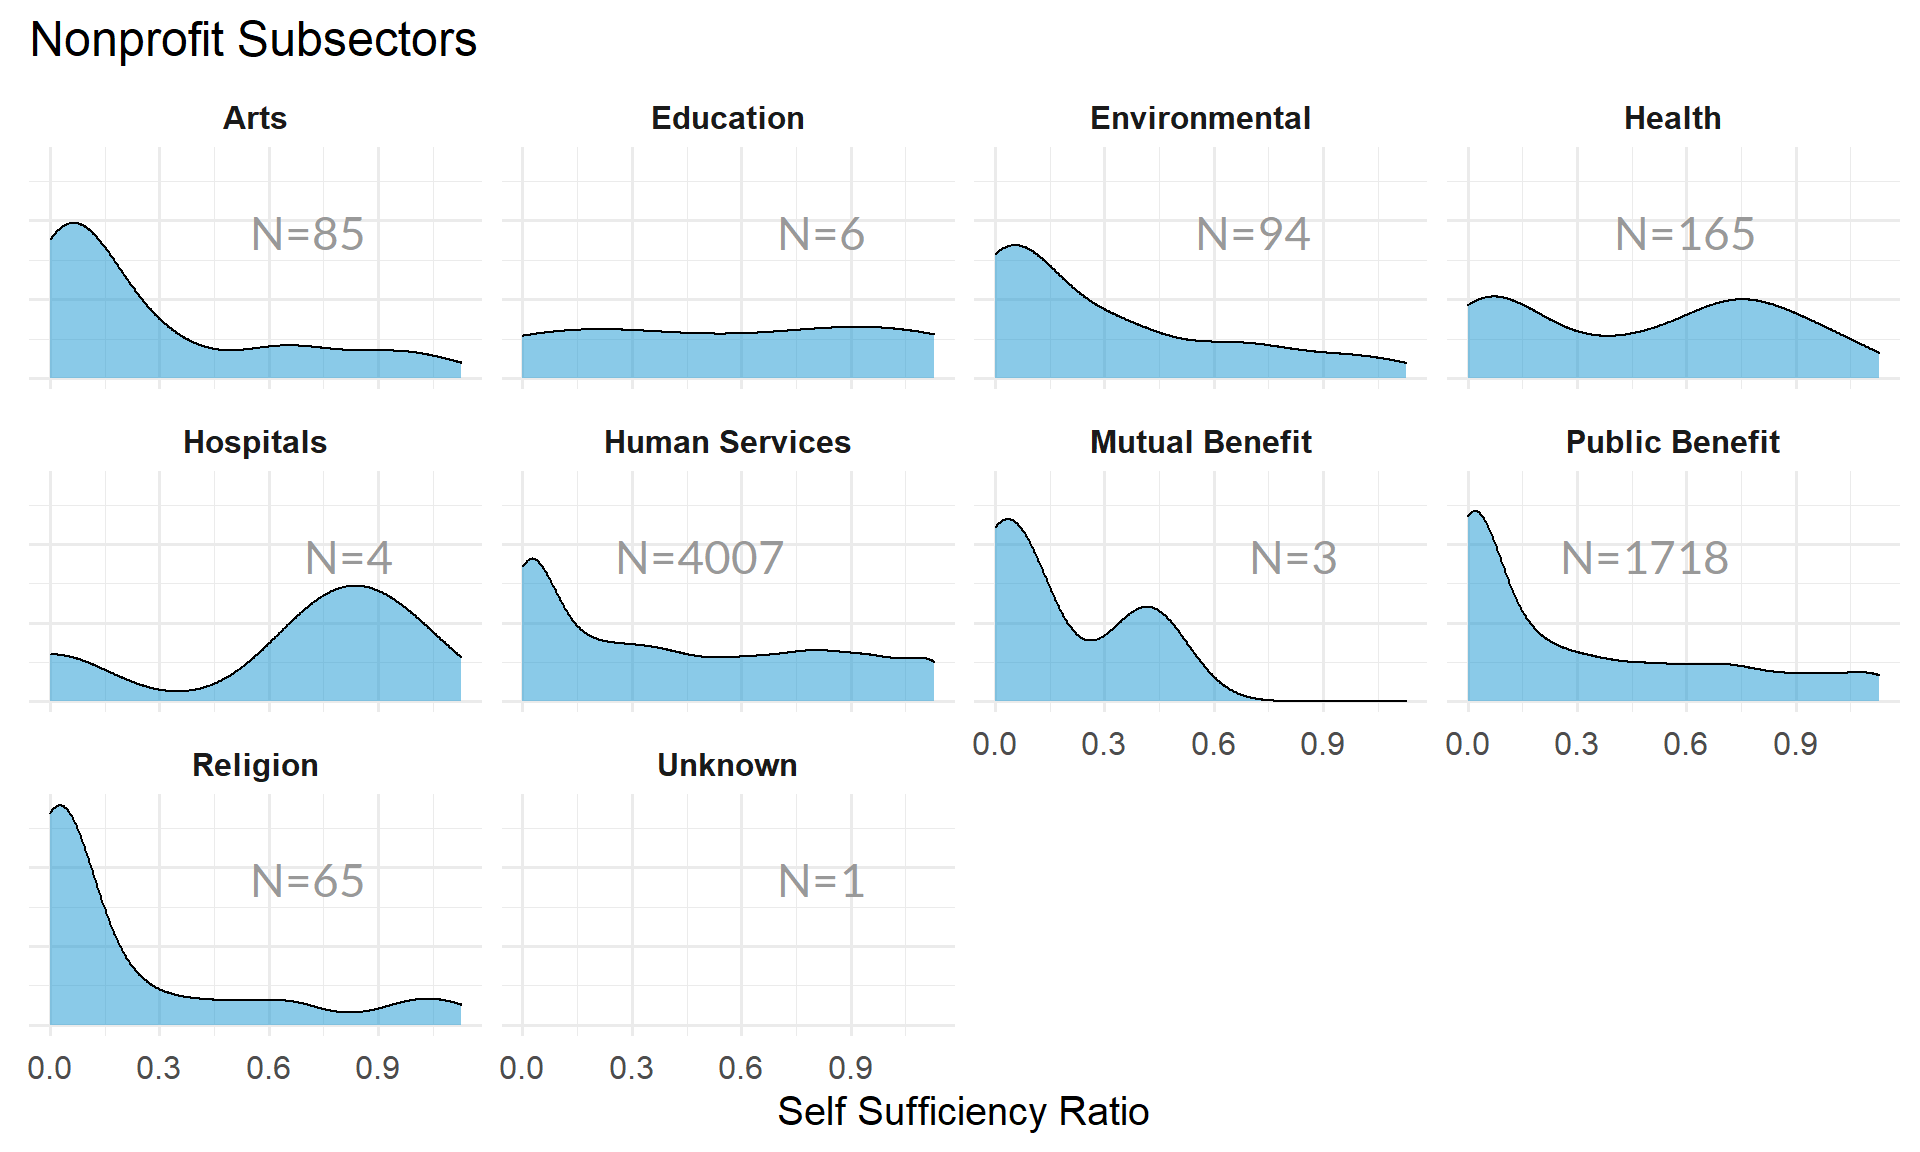 Nonprofit Subsectors
Arts
Education
Environmental
Health
N=85
N=6
N=94
N=165
Hospitals
Human Services
Mutual Benefit
Public Benefit
N=4
N=4007
N=3
N=1718
0.0 0.3 0.6 0.9
0.0 0.3 0.6 0.9
Religion
Unknown
N=65
N=1
0.0 0.3 0.6 0.9
0.0 0.3 0.6 0.9
Self Sufficiency Ratio